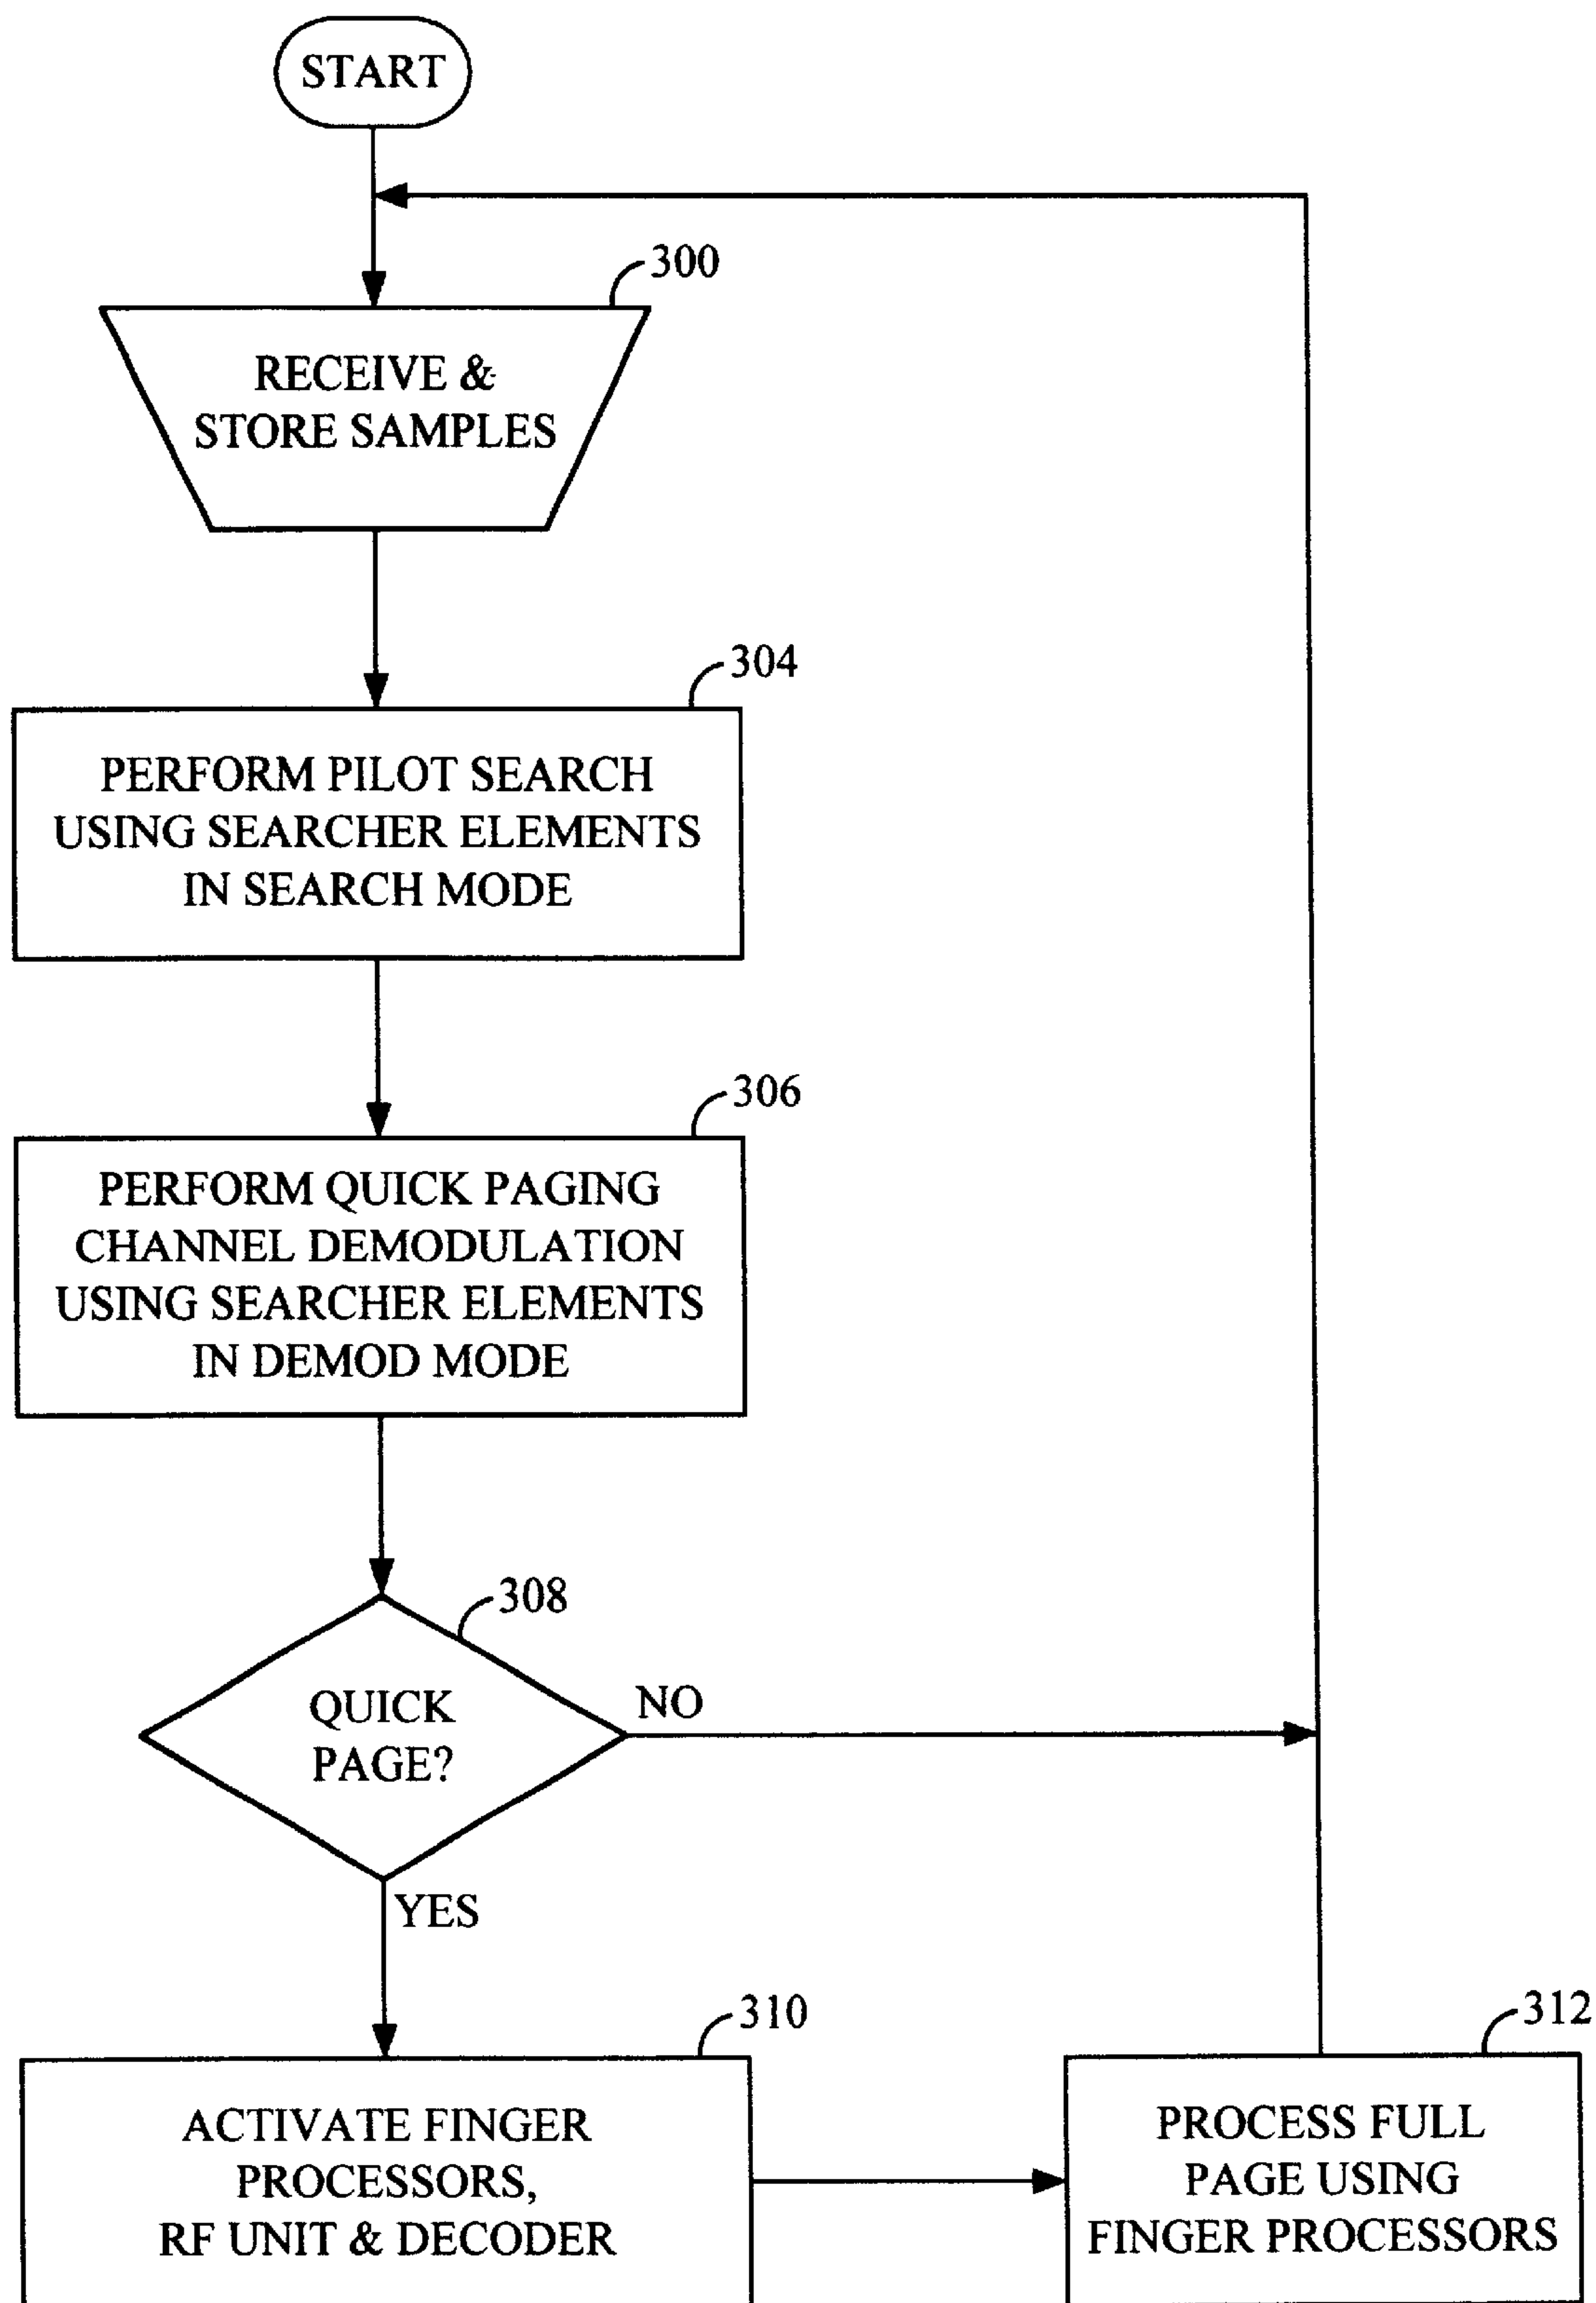 START
300
RECEIVE &
STORE SAMPLES
304
PERFORM PILOT SEARCH
USING SEARCHER ELEMENTS
IN SEARCH MODE
306
PERFORM QUICK PAGING
CHANNEL DEMODULATION
USING SEARCHER ELEMENTS
IN DEMOD MODE
308
QUICK
PAGE?
NO
YES
310
ACTIVATE FINGER
PROCESSORS,
RF UNIT & DECODER
312
PROCESS FULL
PAGE USING
FINGER PROCESSORS